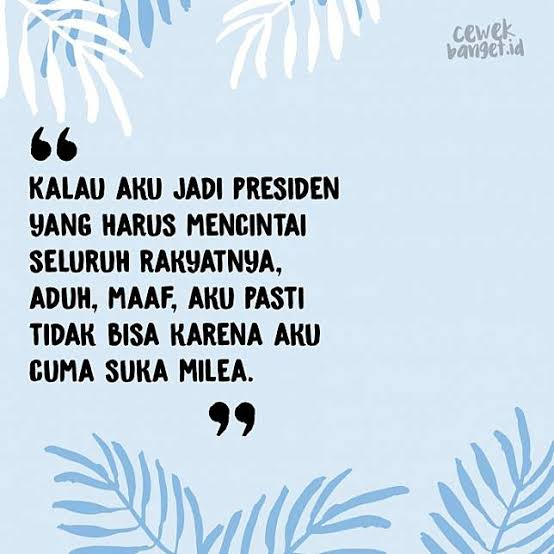 cewek
banget.id
“
KALAU AKU JADI PRESIDEN
YANG HARUS MENCINTAI
SELURUH RAKYATNYA,
ADUH, MAAF, AKU PASTI
TIDAK BISA KARENA AKU
CUMA SUKA MILEA.
”